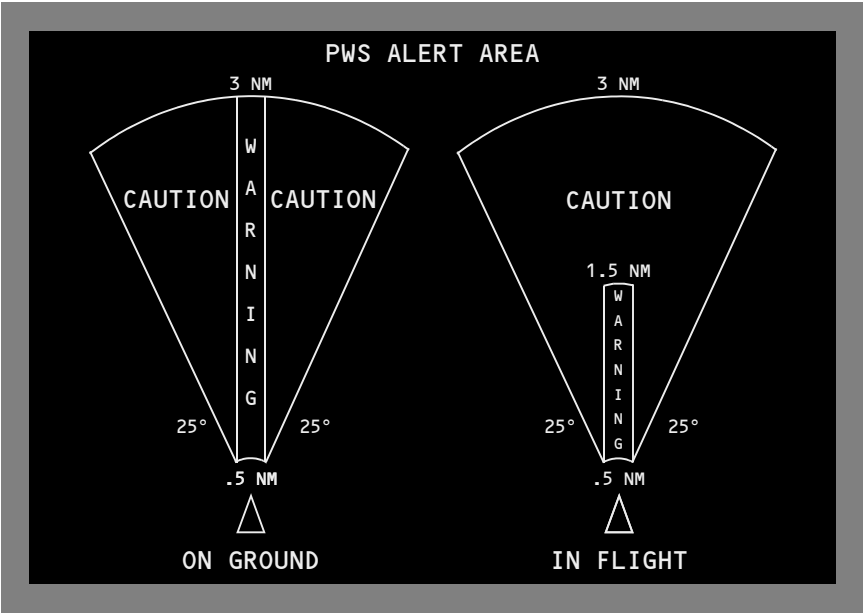 PWS ALERT AREA
3 NM
W
A
R
N
I
N
G
CAUTION
CAUTION
25°
25°
.5 NM
ON GROUND
3 NM
CAUTION
1.5 NM
W
A
R
N
I
N
G
25°
25°
.5 NM
IN FLIGHT